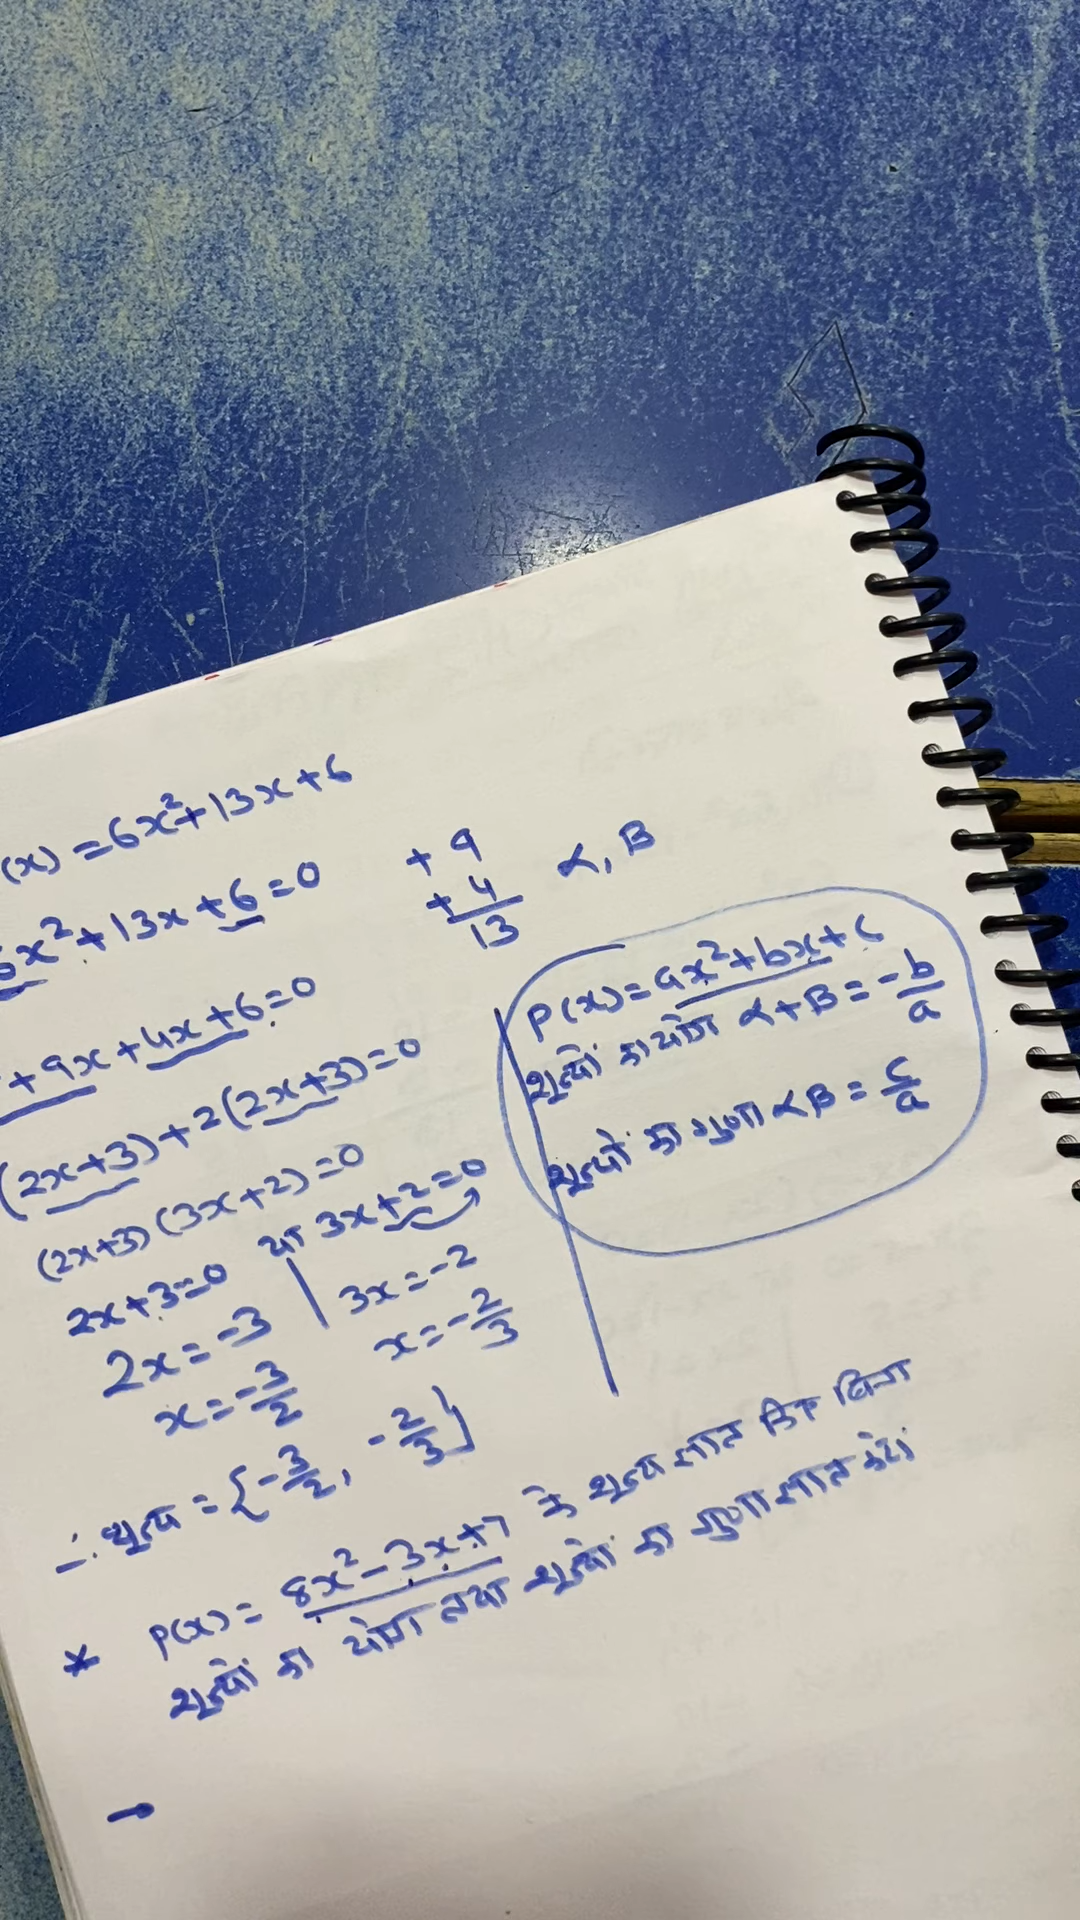 (x) = 6x²+13x+6
6x²+13x+6=0
+ 9
+ 4
13
α, β
+9x+4x+6=0
(2x+3)+2(2x+3)=0
(2x+3)(3x+2)=0
2x+3=0 या 3x+2=0
2x=-3
x=-3/2
3x=-2
x=-2/3
∴ शून्य = {-3/2, -2/3}
P(x)=ax²+bx+c
शून्यों का योग α+β=-b/a
शून्यों का गुणा αβ=c/a
* P(x)= 8x²-3x+7 के शून्य ज्ञात किए बिना
शून्यों का योग तथा शून्यों का गुणा ज्ञात करें।